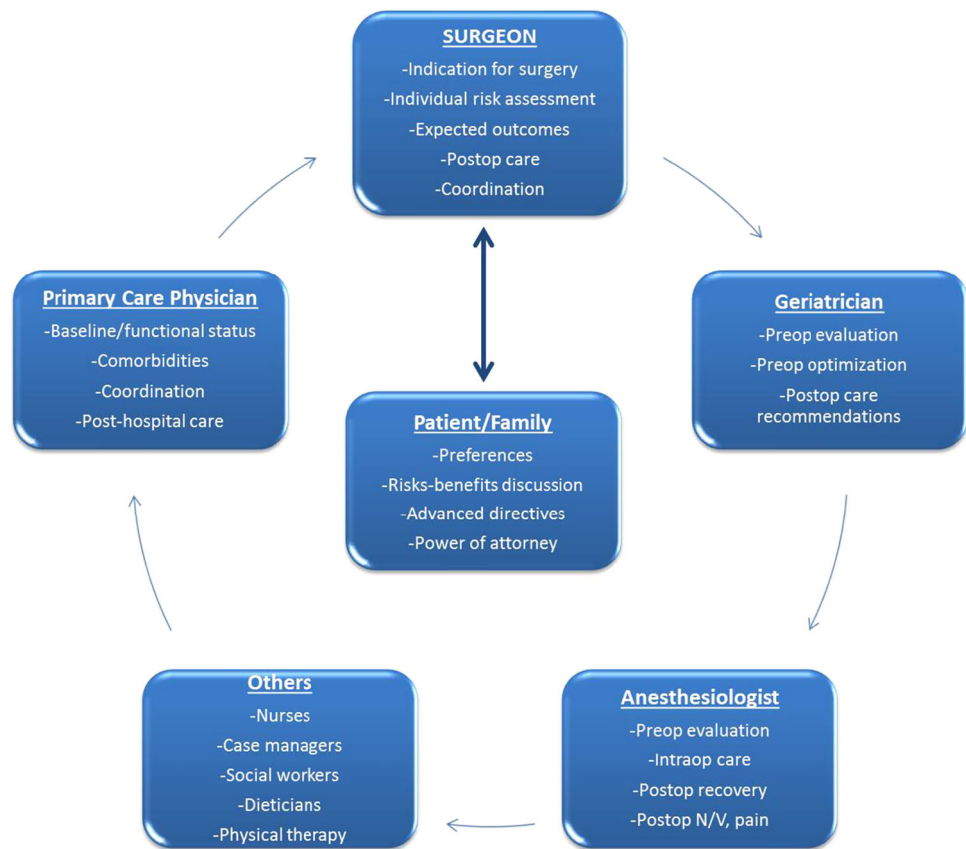 SURGEON
-Indication for surgery
-Individual risk assessment
-Expected outcomes
-Postop care
-Coordination
Primary Care Physician
-Baseline/functional status
-Comorbidities
-Coordination
-Post-hospital care
Geriatrician
-Preop evaluation
-Preop optimization
-Postop care
recommendations
Patient/Family
-Preferences
-Risks-benefits discussion
-Advanced directives
-Power of attorney
Others
-Nurses
-Case managers
-Social workers
-Dieticians
-Physical therapy
Anesthesiologist
-Preop evaluation
-Intraop care
-Postop recovery
-Postop N/V, pain